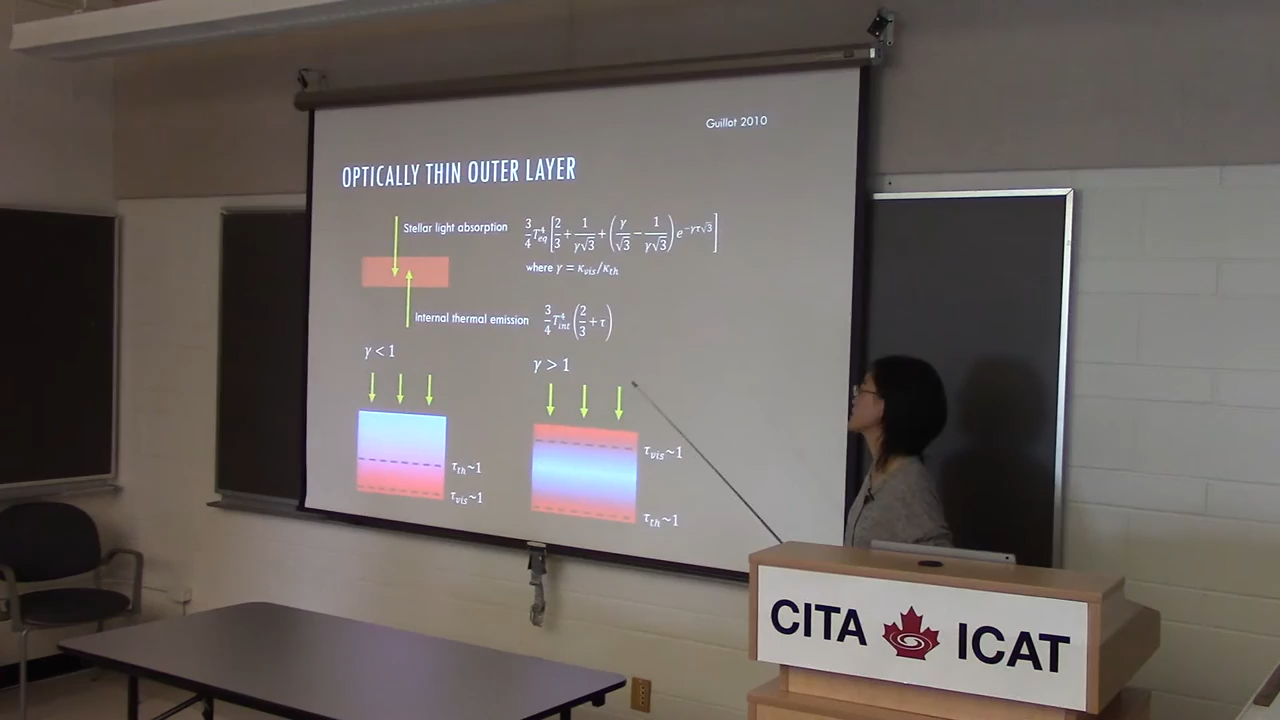 Guillot 2010
OPTICALLY THIN OUTER LAYER
Stellar light absorption
3/4 T_eq^4 [2/3 + 1/(γ√3) + (γ/√3 − 1/(γ√3)) e^(−γτ√3)]
where γ = κ_vis/κ_th
Internal thermal emission
3/4 T_int^4 (2/3 + τ)
γ < 1
γ > 1
τ_th~1
τ_vis~1
τ_vis~1
τ_th~1
CITA ICAT